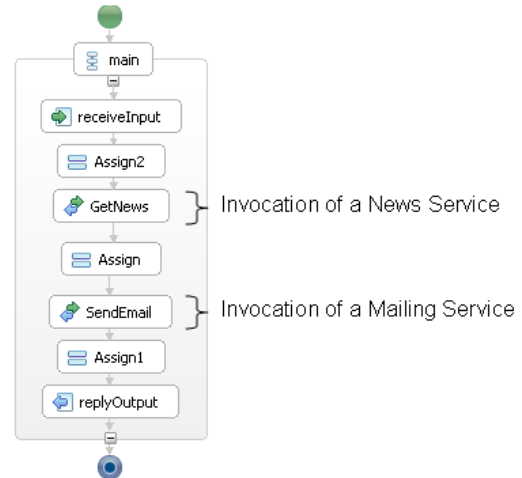 main
receiveInput
Assign2
GetNews
Invocation of a News Service
Assign
SendEmail
Invocation of a Mailing Service
Assign1
replyOutput